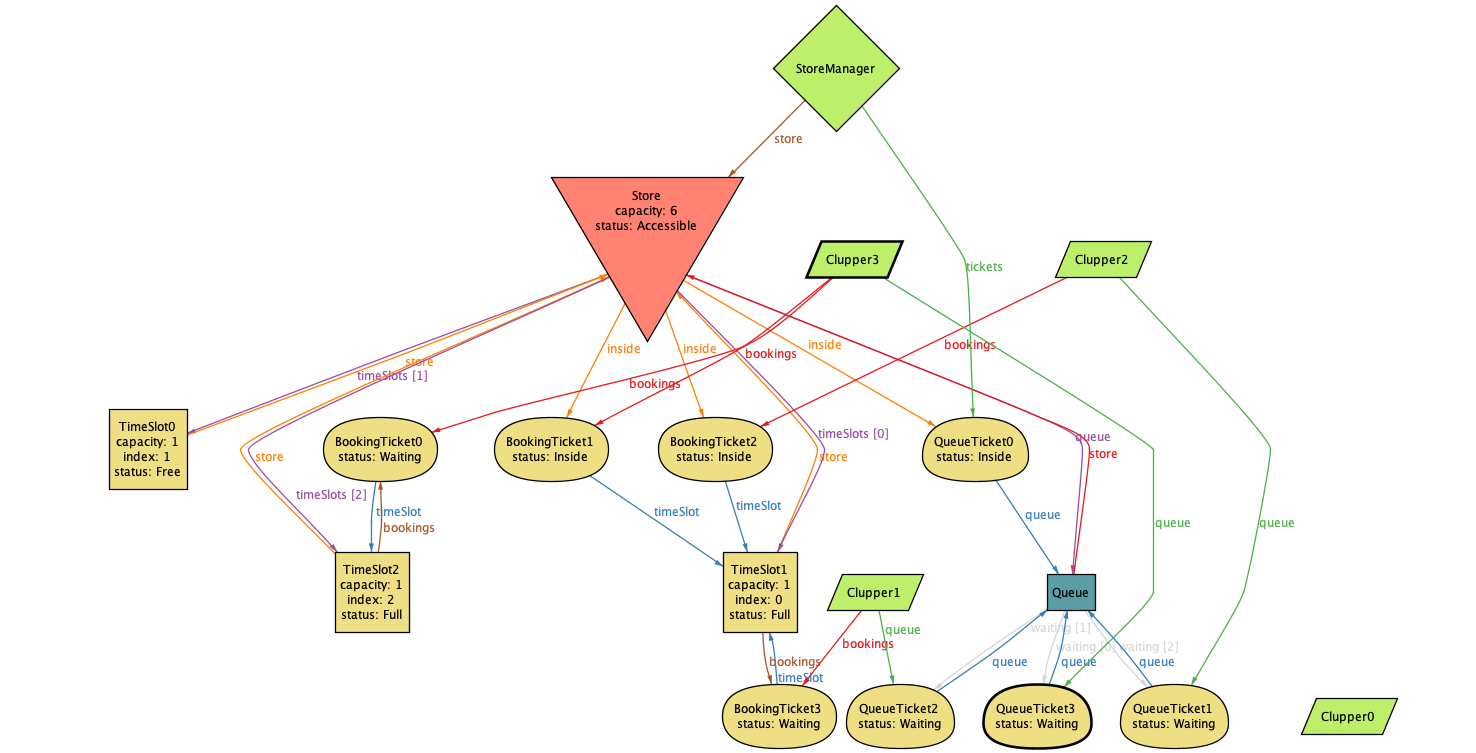 StoreManager
store
Store
capacity: 6
status: Accessible
Clupper3
Clupper2
tickets
inside
inside
inside
bookings
bookings
bookings
store
timeSlots [1]
TimeSlot0
capacity: 1
index: 1
status: Free
BookingTicket0
status: Waiting
BookingTicket1
status: Inside
BookingTicket2
status: Inside
timeSlots [0]
store
QueueTicket0
status: Inside
queue
store
store
timeSlots [2]
timeSlot
bookings
timeSlot
timeSlot
queue
queue
queue
TimeSlot2
capacity: 1
index: 2
status: Full
TimeSlot1
capacity: 1
index: 0
status: Full
Clupper1
Queue
queue
bookings
waiting [1]
waiting [0]
waiting [2]
bookings
timeSlot
queue
queue
queue
BookingTicket3
status: Waiting
QueueTicket2
status: Waiting
QueueTicket3
status: Waiting
QueueTicket1
status: Waiting
Clupper0